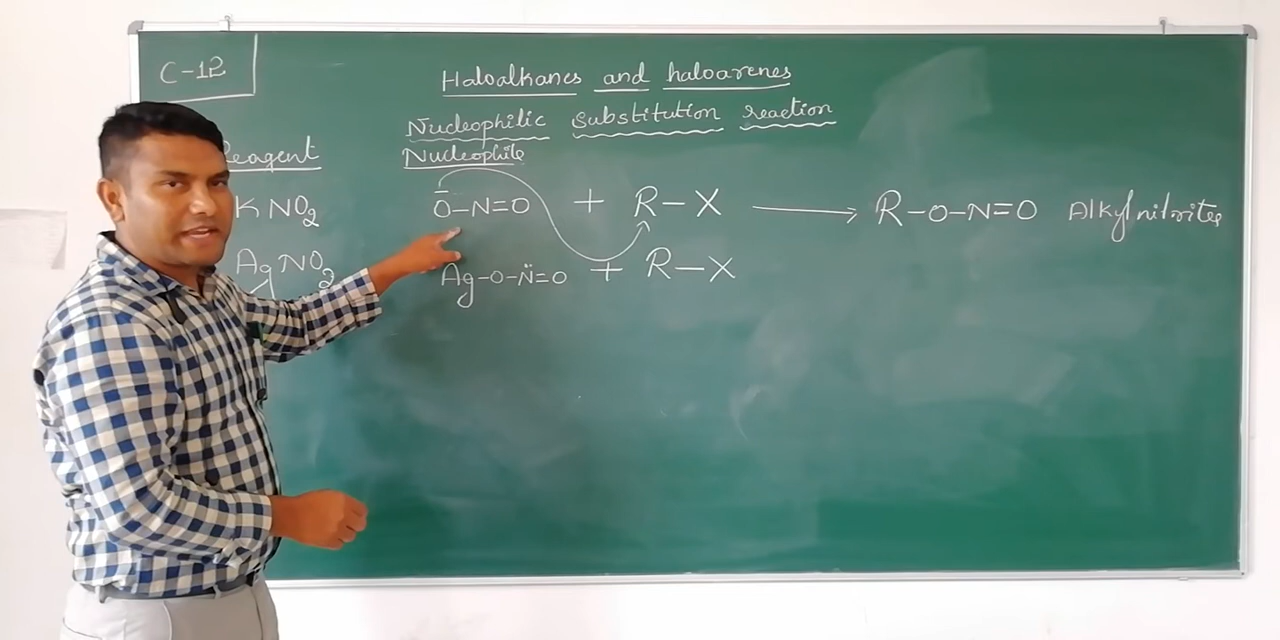 C-12
Haloalkanes and haloarenes
Nucleophilic substitution reaction
Reagent Nucleophile
KNO₂ Ō-N=O + R-X ⟶ R-O-N=O Alkylnitrites
AgNO₂ Ag-O-N̈=O + R-X